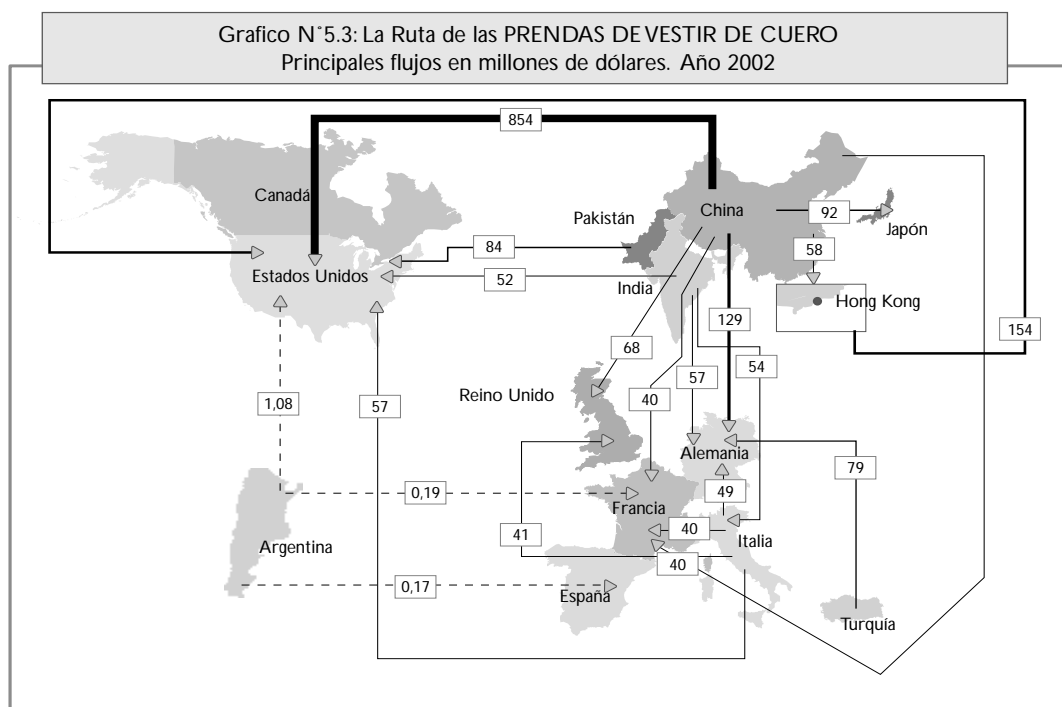 Grafico N°5.3: La Ruta de las PRENDAS DE VESTIR DE CUERO
Principales flujos en millones de dólares. Año 2002
854
Canadá
Pakistán
China
92
Japón
84
58
Estados Unidos
52
India
Hong Kong
129
154
68
54
57
Reino Unido
40
1,08
57
Alemania
79
0,19
49
Francia
40
41
Italia
Argentina
40
0,17
España
Turquía